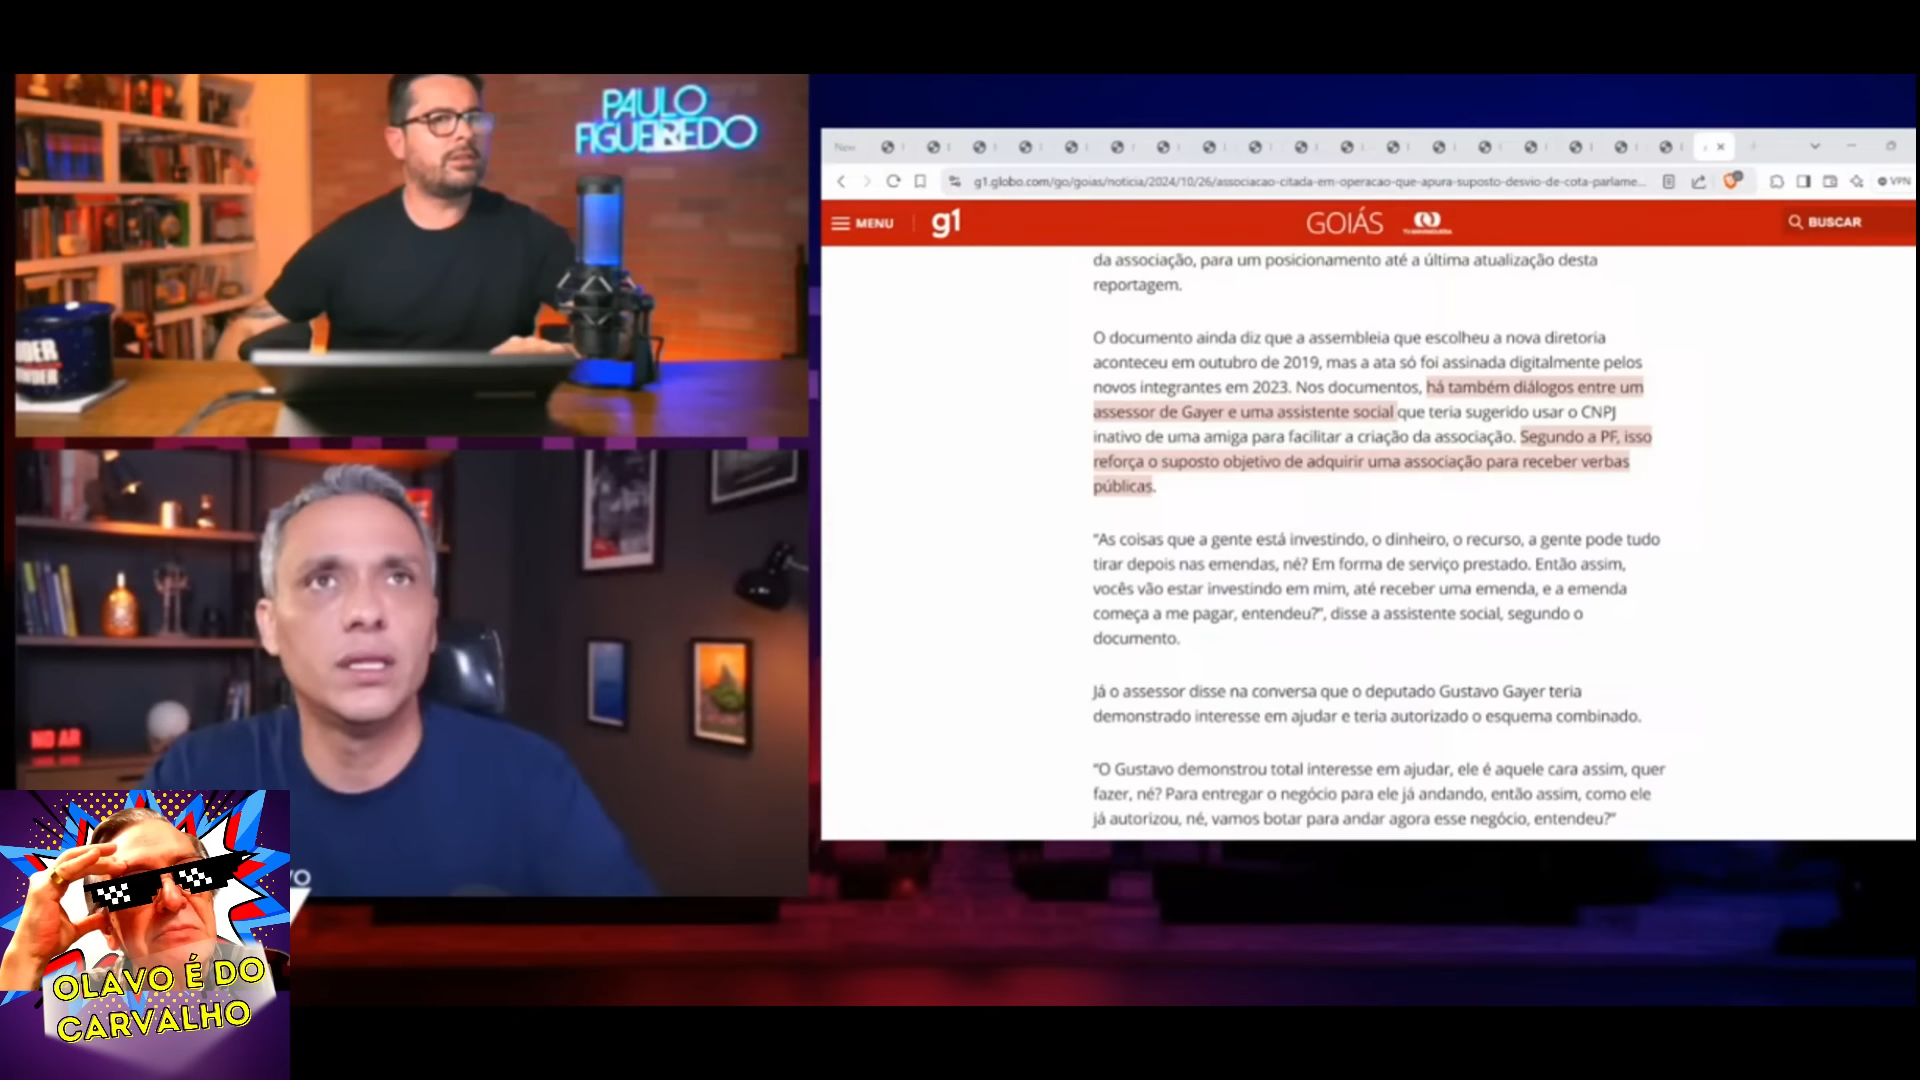 PAULO
FIGUEIREDO
NO AR
OLAVO É DO
CARVALHO
New
g1.globo.com/go/goias/noticia/2024/10/26/associacao-citada-em-operacao-que-apura-suposto-desvio-de-cota-parlame...
VPN
MENU
g1
GOIÁS
BUSCAR
da associação, para um posicionamento até a última atualização desta
reportagem.
O documento ainda diz que a assembleia que escolheu a nova diretoria
aconteceu em outubro de 2019, mas a ata só foi assinada digitalmente pelos
novos integrantes em 2023. Nos documentos, há também diálogos entre um
assessor de Gayer e uma assistente social que teria sugerido usar o CNPJ
inativo de uma amiga para facilitar a criação da associação. Segundo a PF, isso
reforça o suposto objetivo de adquirir uma associação para receber verbas
públicas.
“As coisas que a gente está investindo, o dinheiro, o recurso, a gente pode tudo
tirar depois nas emendas, né? Em forma de serviço prestado. Então assim,
vocês vão estar investindo em mim, até receber uma emenda, e a emenda
começa a me pagar, entendeu?”, disse a assistente social, segundo o
documento.
Já o assessor disse na conversa que o deputado Gustavo Gayer teria
demonstrado interesse em ajudar e teria autorizado o esquema combinado.
“O Gustavo demonstrou total interesse em ajudar, ele é aquele cara assim, quer
fazer, né? Para entregar o negócio para ele já andando, então assim, como ele
já autorizou, né, vamos botar para andar agora esse negócio, entendeu?”